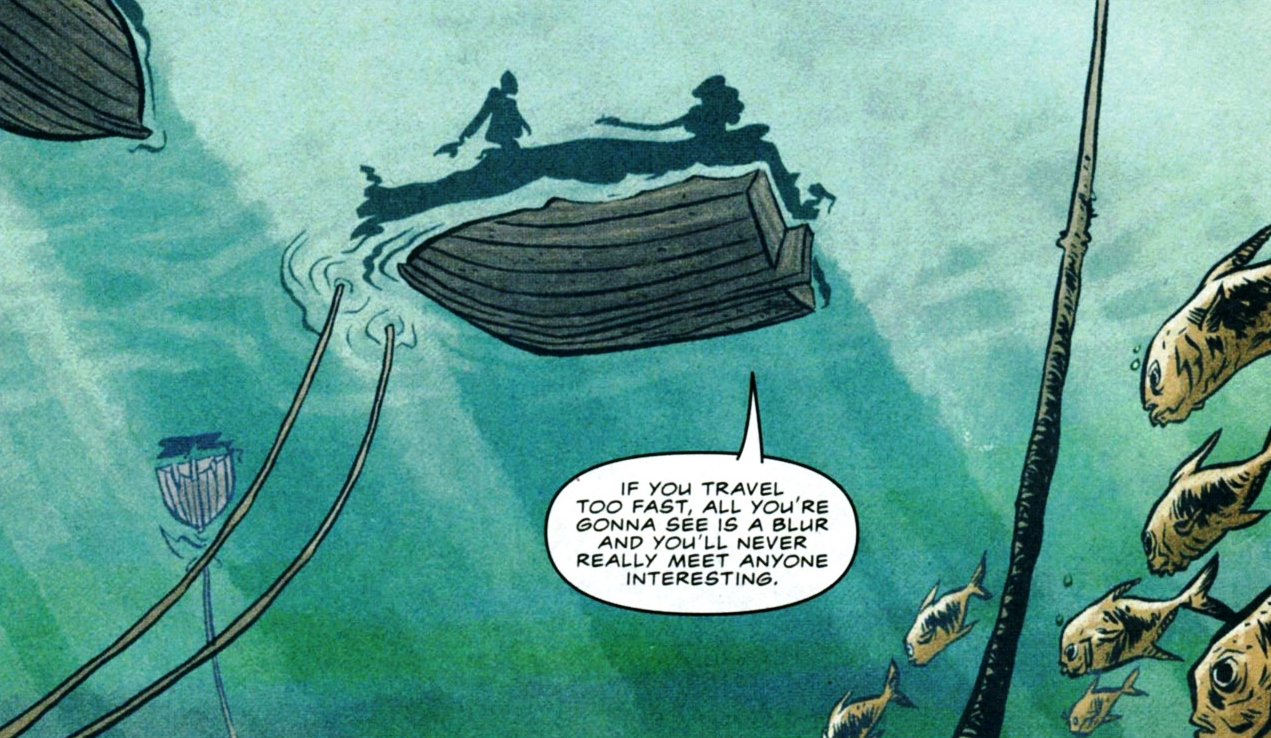 IF YOU TRAVEL
TOO FAST, ALL YOU'RE
GONNA SEE IS A BLUR
AND YOU'LL NEVER
REALLY MEET ANYONE
INTERESTING.